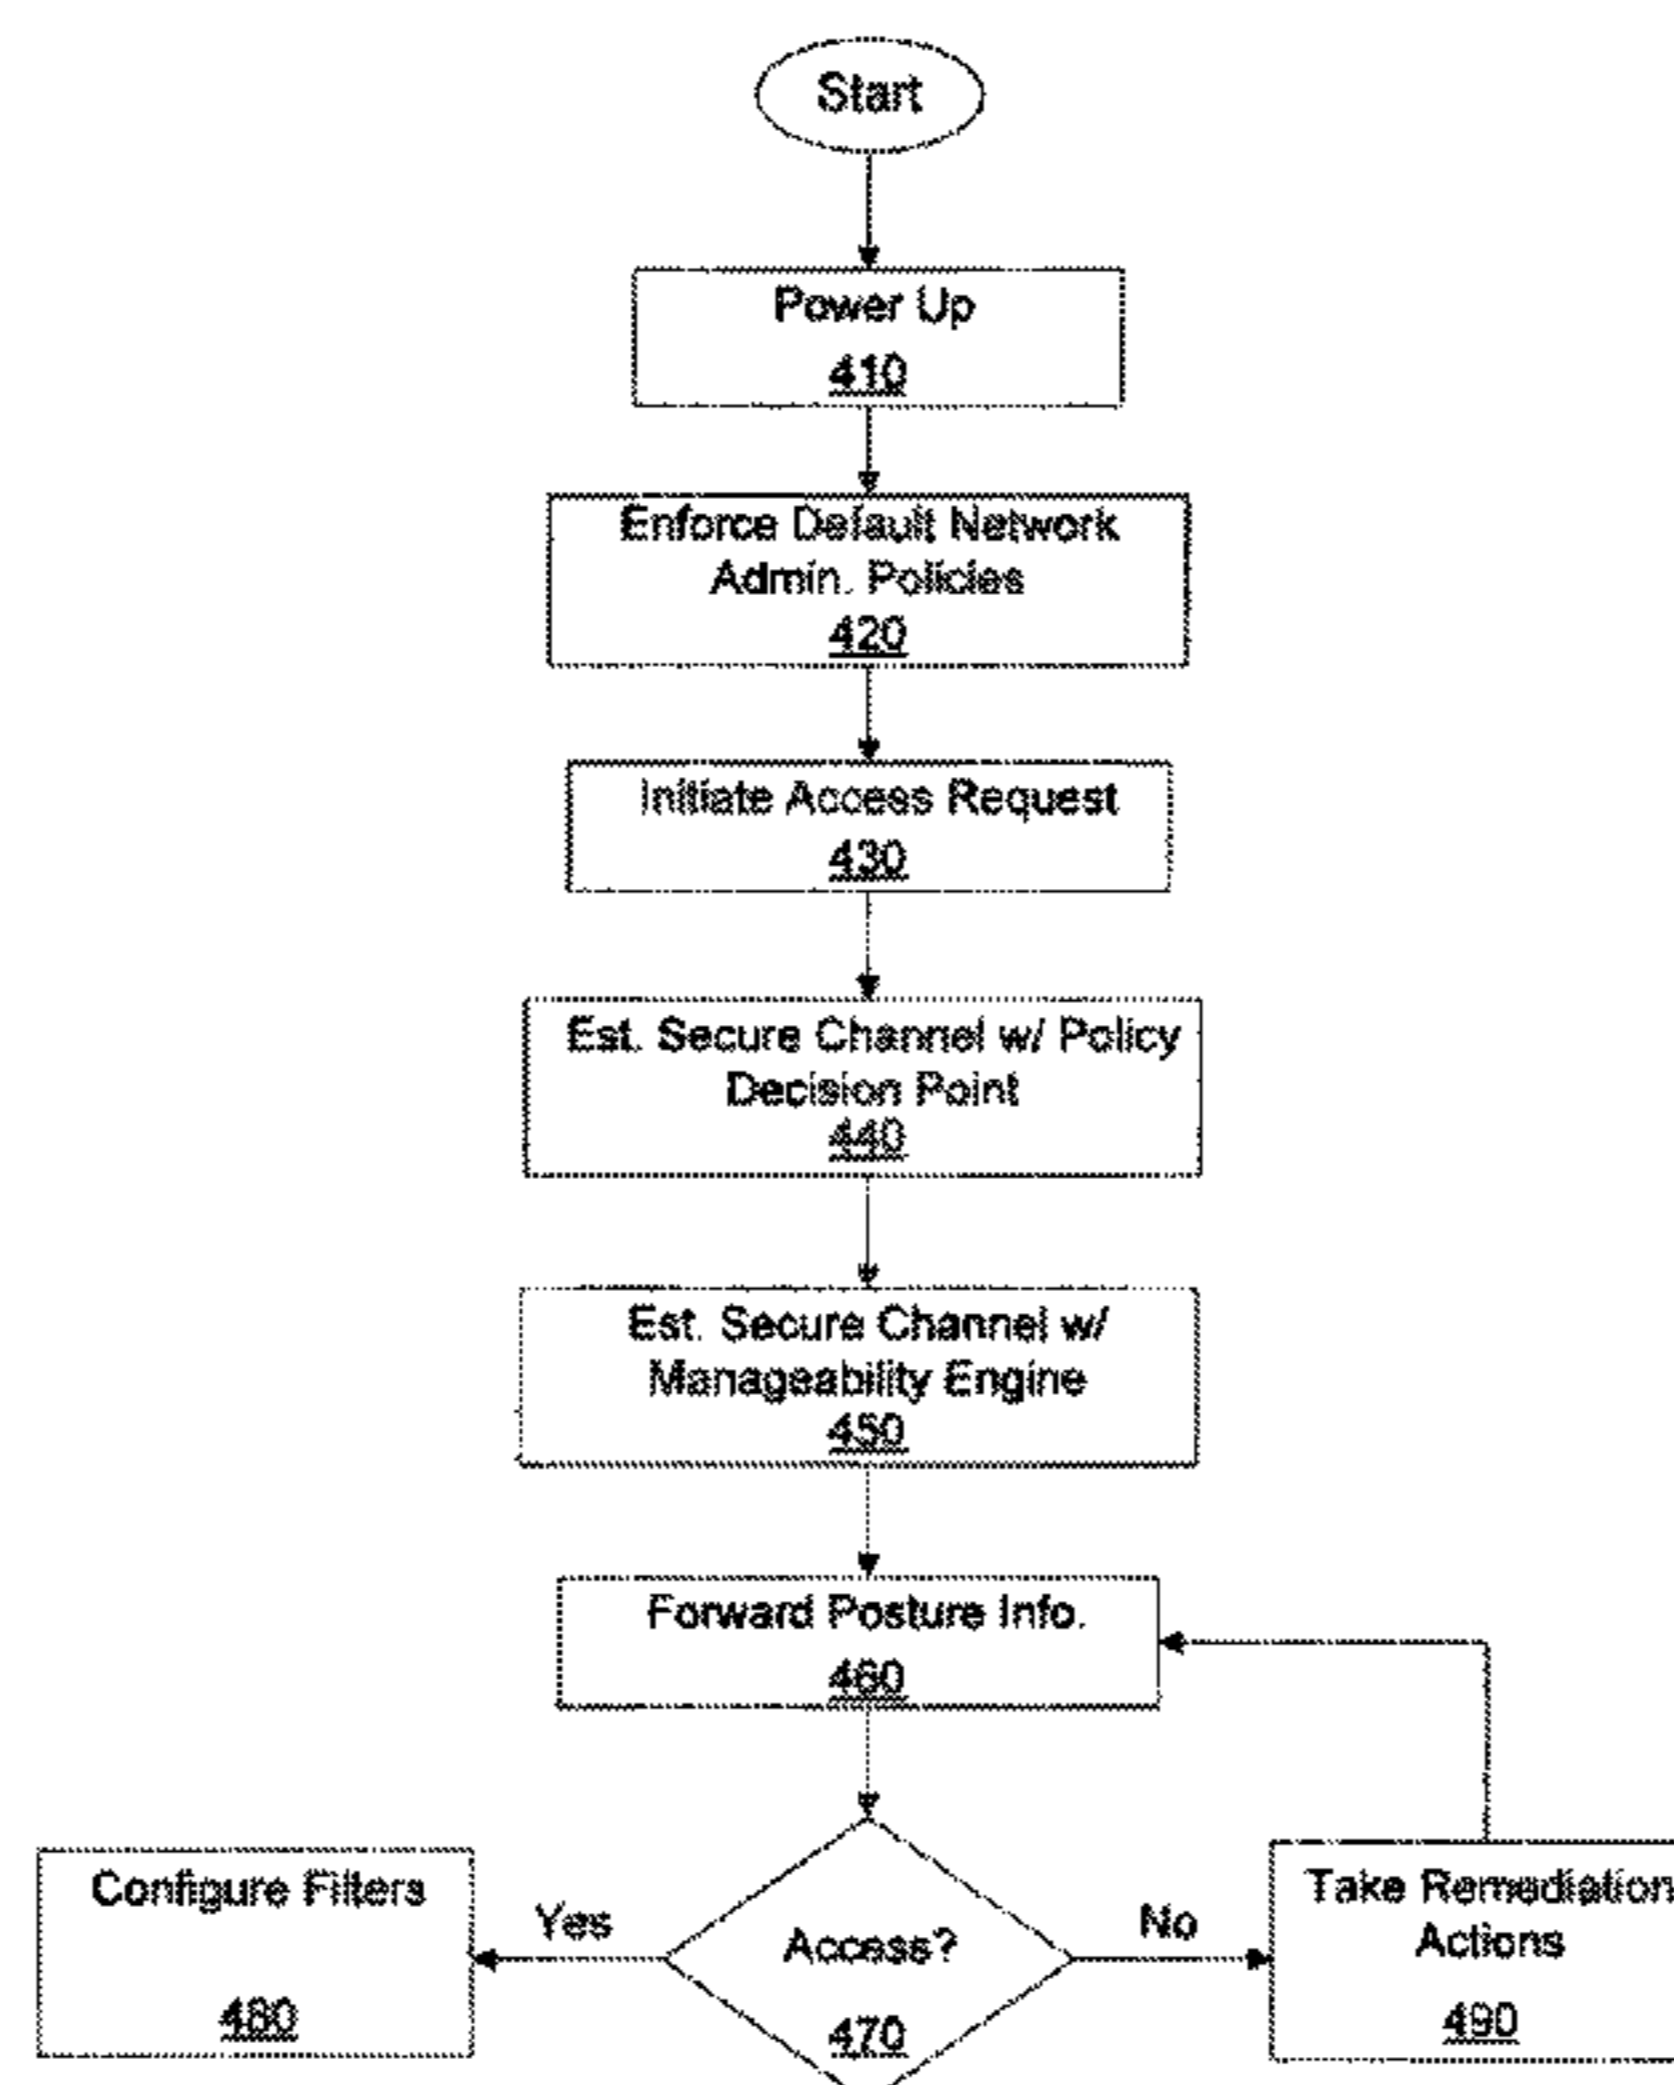 Start
Power Up
410
Enforce Default Network
Admin. Policies
420
Initiate Access Request
430
Est. Secure Channel w/ Policy
Decision Point
440
Est. Secure Channel w/
Manageability Engine
450
Forward Posture Info.
460
Configure Filters
480
Yes
Access?
470
No
Take Remediation
Actions
490